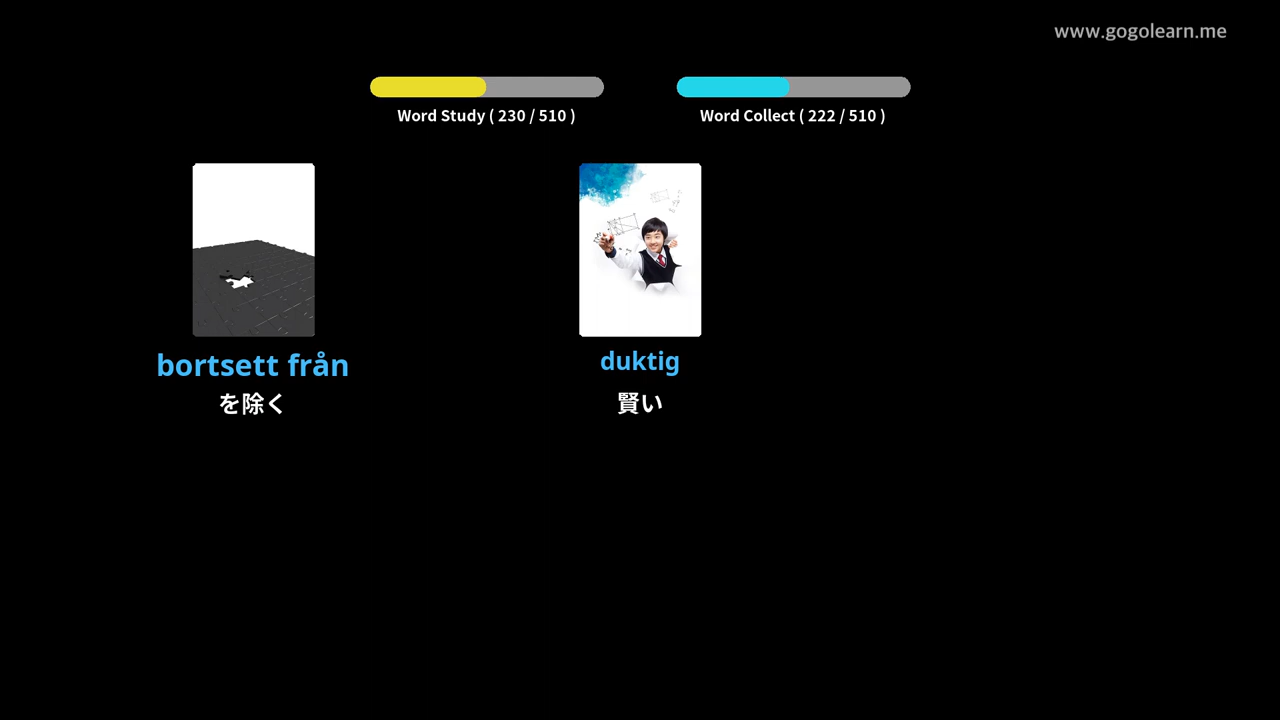 www.gogolearn.me
Word Study ( 230 / 510 )
Word Collect ( 222 / 510 )
bortsett från
duktig
を除く
賢い